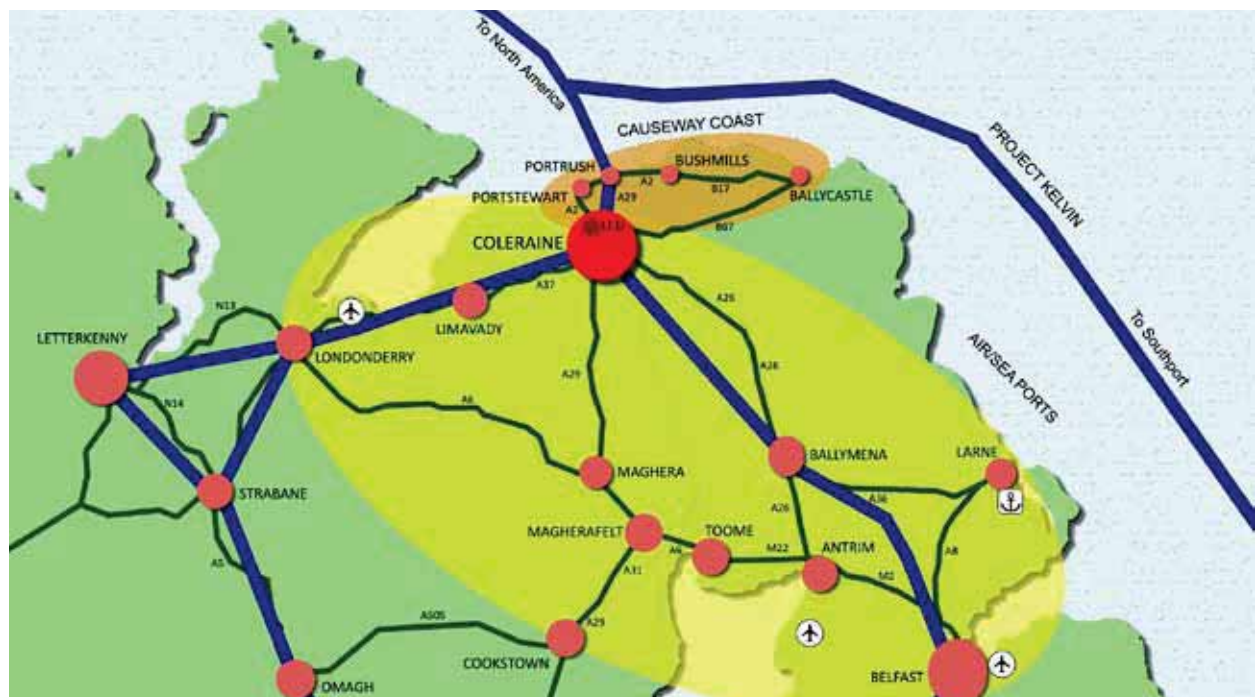 To North America
PROJECT KELVIN
To Southport
AIR/SEA PORTS
CAUSEWAY COAST
PORTRUSH
BUSHMILLS
A2
B17
PORTSTEWART
A29
BALLYCASTLE
A2
B67
COLERAINE
A37
A26
N13
LIMAVADY
LETTERKENNY
LONDONDERRY
A29
A26
N14
A6
BALLYMENA
LARNE
MAGHERA
STRABANE
A36
A26
MAGHERAFELT
TOOME
A6
M22
ANTRIM
A8
A5
A31
M2
A505
A29
COOKSTOWN
BELFAST
OMAGH